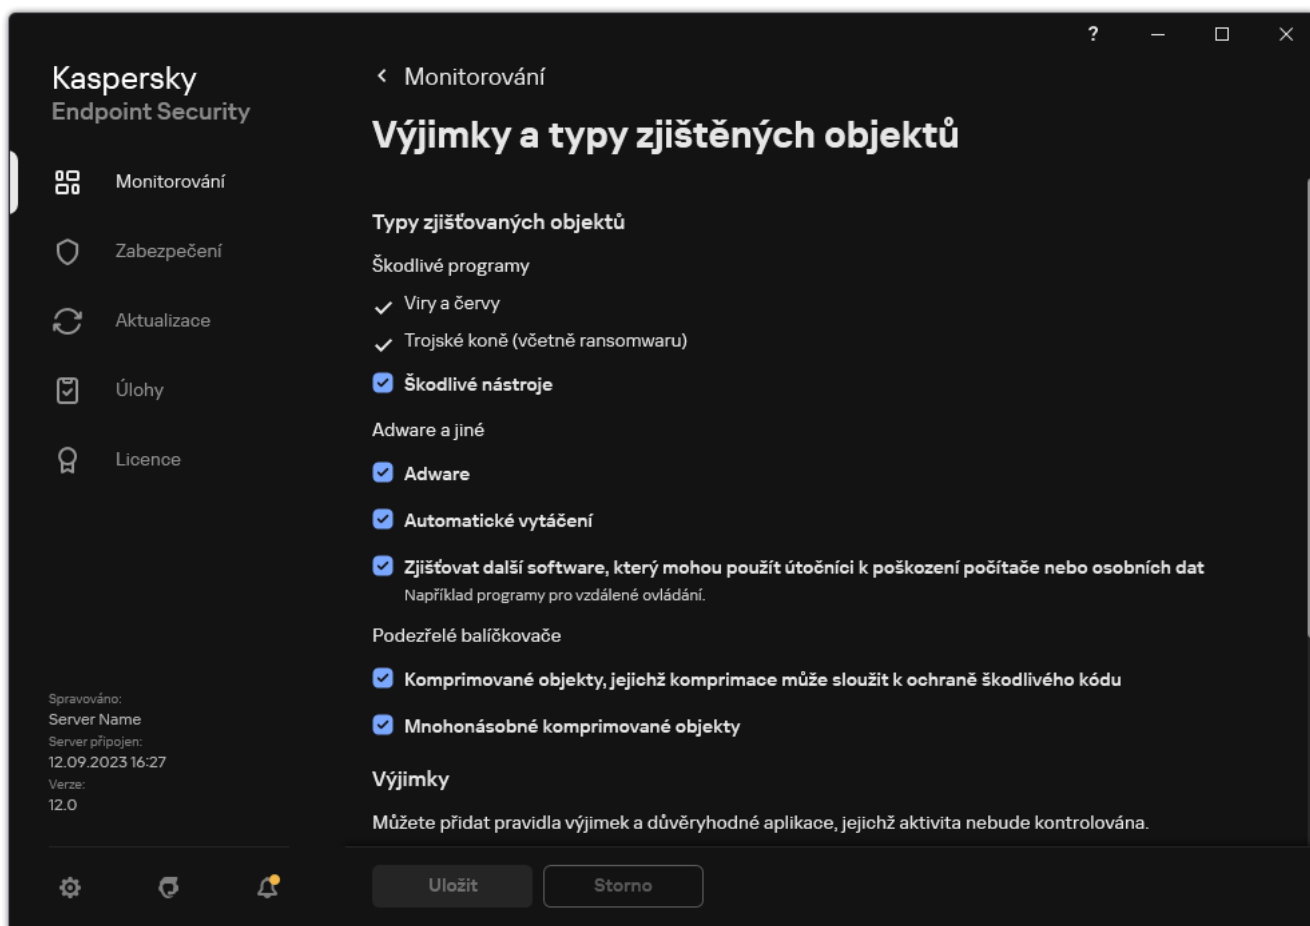 ?
Kaspersky
Endpoint Security
Monitorování
Zabezpečení
Aktualizace
Úlohy
Licence
Spravováno:
Server Name
Server připojen:
12.09.2023 16:27
Verze:
12.0
Monitorování
Výjimky a typy zjištěných objektů
Typy zjišťovaných objektů
Škodlivé programy
Viry a červy
Trojské koně (včetně ransomwaru)
Škodlivé nástroje
Adware a jiné
Adware
Automatické vytáčení
Zjišťovat další software, který mohou použít útočníci k poškození počítače nebo osobních dat
Například programy pro vzdálené ovládání.
Podezřelé balíčkovače
Komprimované objekty, jejichž komprimace může sloužit k ochraně škodlivého kódu
Mnohonásobné komprimované objekty
Výjimky
Můžete přidat pravidla výjimek a důvěryhodné aplikace, jejichž aktivita nebude kontrolována.
Uložit
Storno